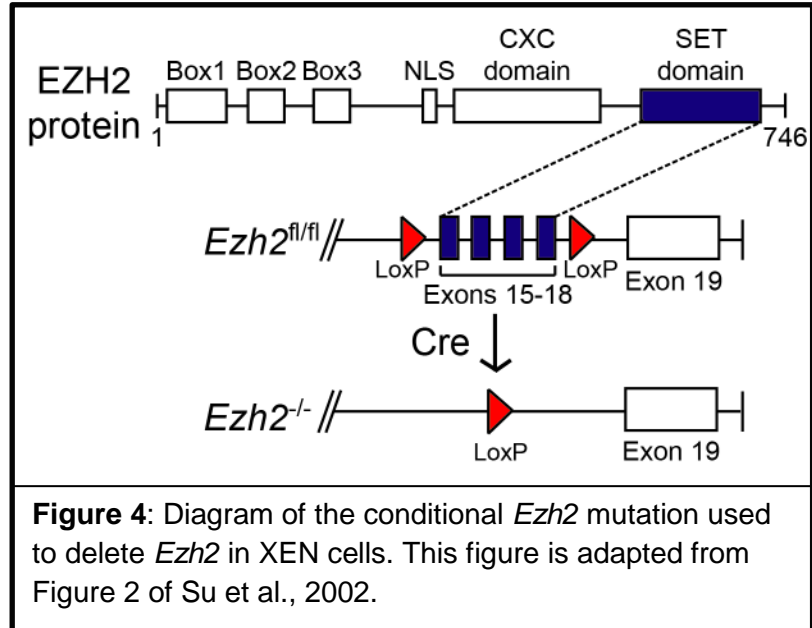 CXC SET
Box1 Box2 Box3 NLS domain domain
EZH2
protein
1 746
Ezh2fl/fl
LoxP LoxP
Exons 15-18 Exon 19
Cre
Ezh2-/-
LoxP Exon 19
Figure 4: Diagram of the conditional Ezh2 mutation used
to delete Ezh2 in XEN cells. This figure is adapted from
Figure 2 of Su et al., 2002.